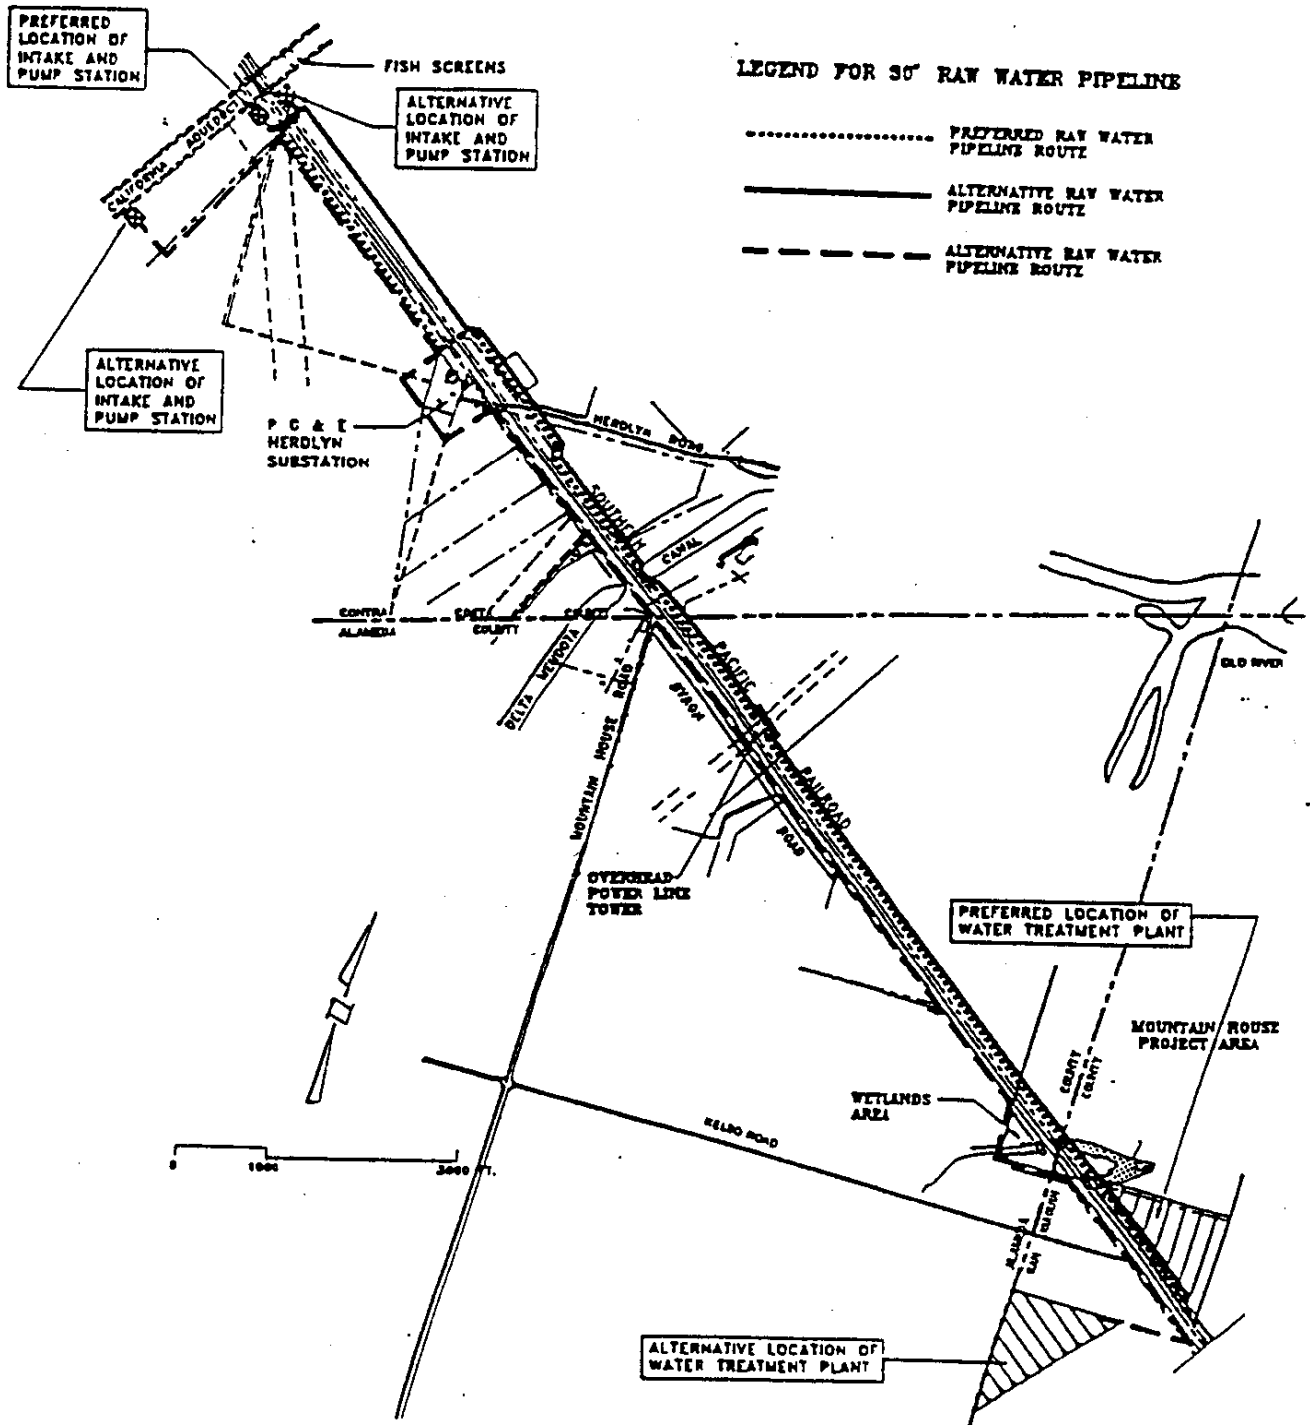 PREFERRED
LOCATION OF
INTAKE AND
PUMP STATION
FISH SCREENS
ALTERNATIVE
LOCATION OF
INTAKE AND
PUMP STATION
CALIFORNIA AQUEDUCT
LEGEND FOR 30" RAW WATER PIPELINE
PREFERRED RAW WATER
PIPELINE ROUTE
ALTERNATIVE RAW WATER
PIPELINE ROUTE
ALTERNATIVE RAW WATER
PIPELINE ROUTE
ALTERNATIVE
LOCATION OF
INTAKE AND
PUMP STATION
P G & E
HERDLYN
SUBSTATION
HERDLYN ROAD
SOUTHERN
CANAL
CONTRA COSTA
ALAMEDA COUNTY
OLD RIVER
DELTA MENDOTA
MOUNTAIN HOUSE ROAD
BYRON
PACIFIC
RAILROAD
ROAD
OVERHEAD
POWER LINE
TOWER
PREFERRED LOCATION OF
WATER TREATMENT PLANT
MOUNTAIN HOUSE
PROJECT AREA
COUNTY
COUNTY
WETLANDS
AREA
KELSO ROAD
0 1000 3000 FT.
ALAMEDA
SAN JOAQUIN
ALTERNATIVE LOCATION OF
WATER TREATMENT PLANT